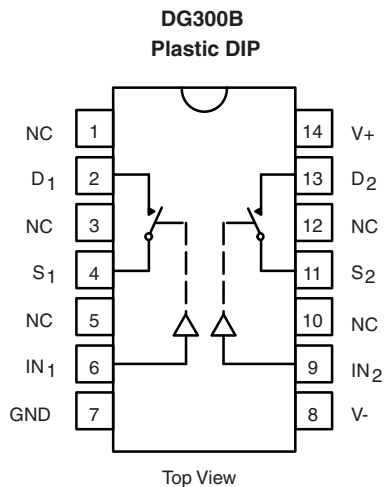 DG300B
Plastic DIP
NC 1 14 V+
D1 2 13 D2
NC 3 12 NC
S1 4 11 S2
NC 5 10 NC
IN1 6 9 IN2
GND 7 8 V-
Top View